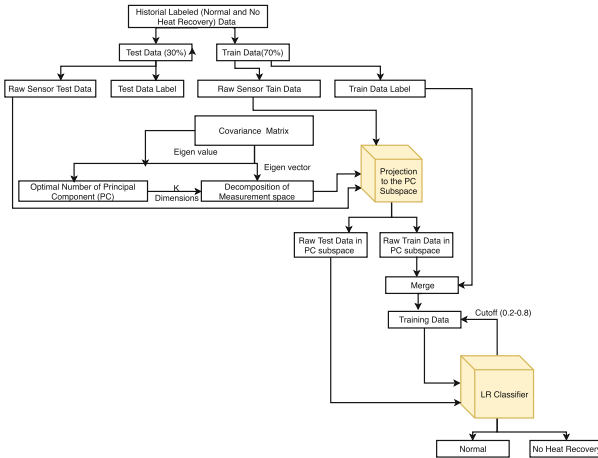 Historial Labeled (Normal and No
Heat Recovery) Data
Test Data (30%)
Train Data(70%)
Raw Sensor Test Data
Test Data Label
Raw Sensor Tain Data
Train Data Label
Covariance Matrix
Eigen value
Eigen vector
Projection
to the PC
Subspace
Optimal Number of Principal
Component (PC)
K
Dimensions
Decomposition of
Measurement space
Raw Test Data in
PC subspace
Raw Train Data in
PC subspace
Merge
Cutoff (0.2-0.8)
Training Data
LR Classifier
Normal
No Heat Recovery